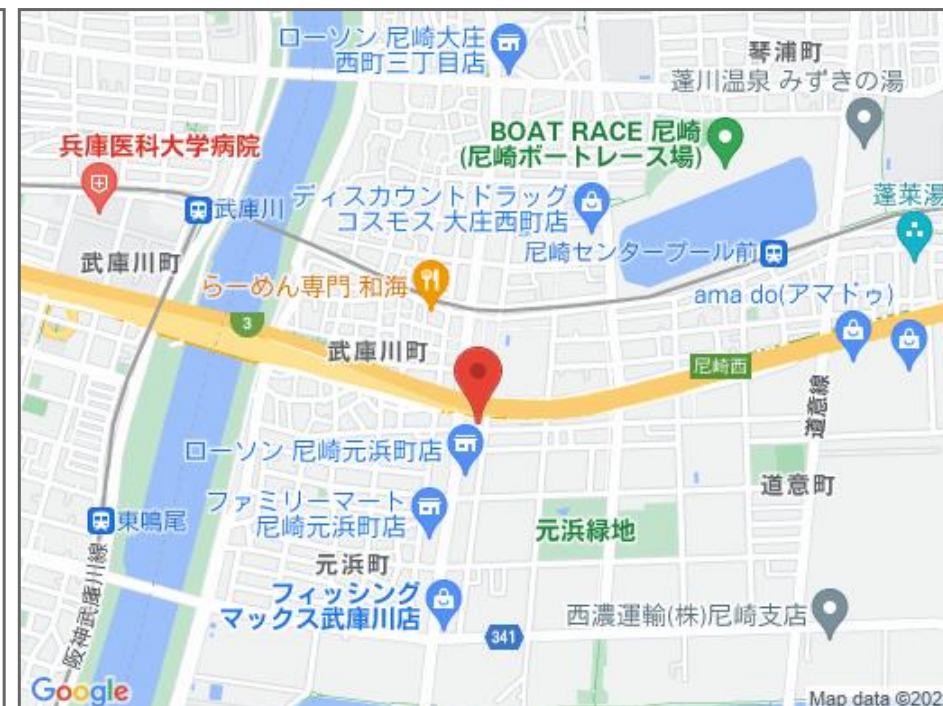 ローソン 尼崎大庄
西町三丁目店
琴浦町
蓬川温泉 みずきの湯
兵庫医科大学病院
BOAT RACE 尼崎
(尼崎ボートレース場)
武庫川
ディスカウントドラッグ
コスモス 大庄西町店
蓬莱湯
尼崎センタープール前
武庫川町
らーめん専門 和海
ama do(アマドゥ)
3
武庫川町
尼崎西
道意線
ローソン 尼崎元浜町店
道意町
ファミリーマート
尼崎元浜町店
東鳴尾
元浜緑地
元浜町
阪神武庫川線
フィッシング
マックス武庫川店
西濃運輸(株)尼崎支店
341
Google
Map data ©202